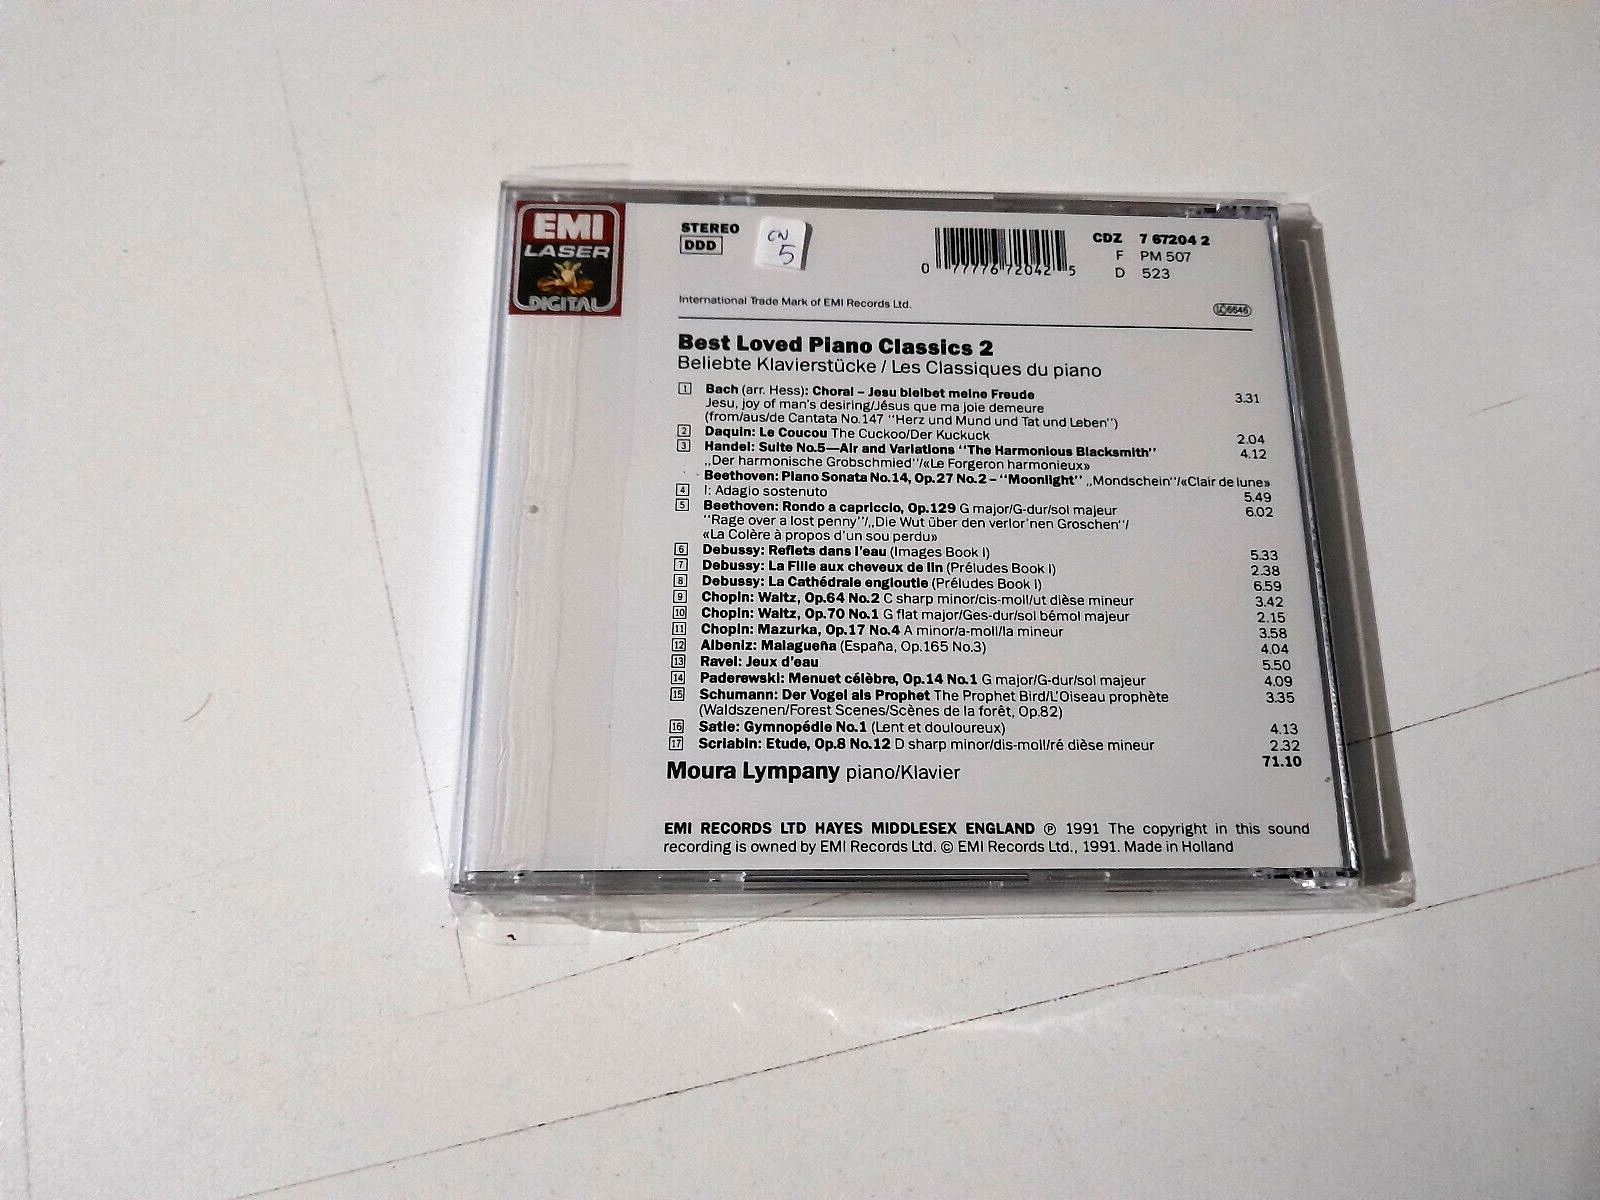 EMI
LASER
DIGITAL
STEREO
DDD
CN
5
0 77776 72042 5
CDZ 7 67204 2
F PM 507
D 523
International Trade Mark of EMI Records Ltd.
LC 6646
Best Loved Piano Classics 2
Beliebte Klavierstücke / Les Classiques du piano
1 Bach (arr. Hess): Choral – Jesu bleibet meine Freude 3.31
Jesu, joy of man's desiring/Jésus que ma joie demeure
(from/aus/de Cantata No.147 "Herz und Mund und Tat und Leben")
2 Daquin: Le Coucou The Cuckoo/Der Kuckuck 2.04
3 Handel: Suite No.5—Air and Variations "The Harmonious Blacksmith" 4.12
„Der harmonische Grobschmied"/«Le Forgeron harmonieux»
Beethoven: Piano Sonata No.14, Op.27 No.2 – "Moonlight" „Mondschein"/«Clair de lune»
4 I: Adagio sostenuto 5.49
5 Beethoven: Rondo a capriccio, Op.129 G major/G-dur/sol majeur 6.02
"Rage over a lost penny"/„Die Wut über den verlor'nen Groschen"/
«La Colère à propos d'un sou perdu»
6 Debussy: Reflets dans l'eau (Images Book I) 5.33
7 Debussy: La Fille aux cheveux de lin (Préludes Book I) 2.38
8 Debussy: La Cathédrale engloutie (Préludes Book I) 6.59
9 Chopin: Waltz, Op.64 No.2 C sharp minor/cis-moll/ut dièse mineur 3.42
10 Chopin: Waltz, Op.70 No.1 G flat major/Ges-dur/sol bémol majeur 2.15
11 Chopin: Mazurka, Op.17 No.4 A minor/a-moll/la mineur 3.58
12 Albeniz: Malagueña (España, Op.165 No.3) 4.04
13 Ravel: Jeux d'eau 5.50
14 Paderewski: Menuet célèbre, Op.14 No.1 G major/G-dur/sol majeur 4.09
15 Schumann: Der Vogel als Prophet The Prophet Bird/L'Oiseau prophète 3.35
(Waldszenen/Forest Scenes/Scènes de la forêt, Op.82)
16 Satie: Gymnopédie No.1 (Lent et douloureux) 4.13
17 Scriabin: Etude, Op.8 No.12 D sharp minor/dis-moll/ré dièse mineur 2.32
71.10
Moura Lympany piano/Klavier
EMI RECORDS LTD HAYES MIDDLESEX ENGLAND ℗ 1991 The copyright in this sound
recording is owned by EMI Records Ltd. © EMI Records Ltd., 1991. Made in Holland